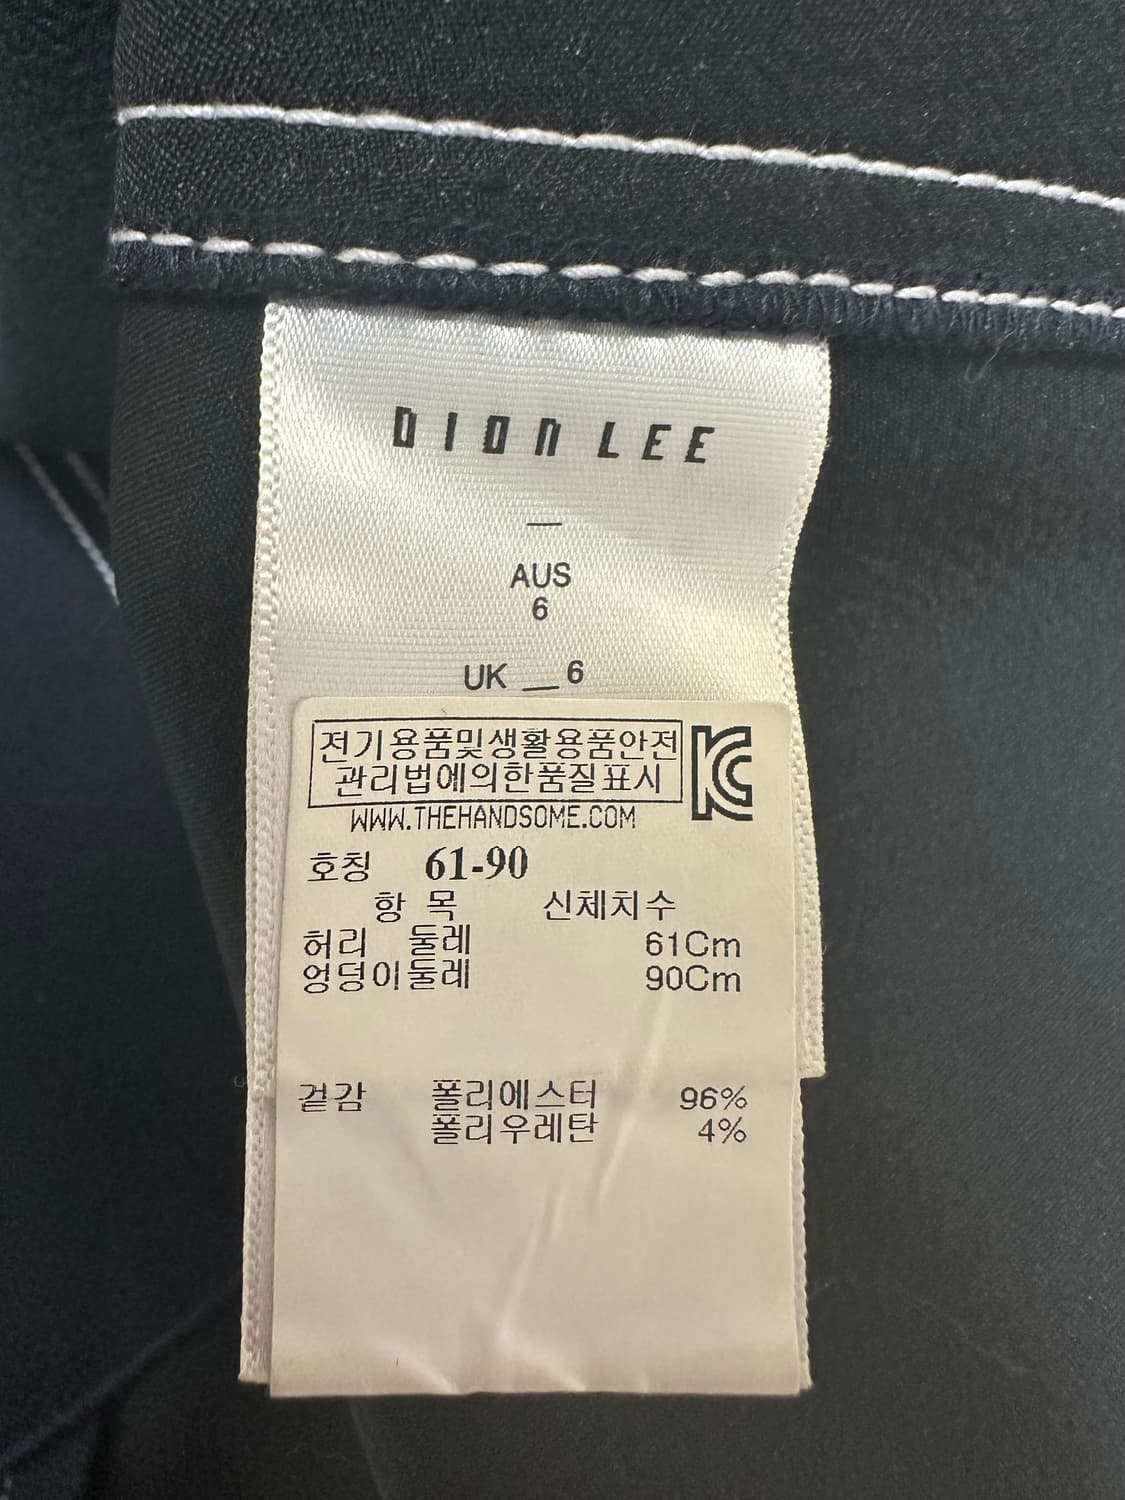 DION LEE
AUS
6
UK __ 6
전기용품및생활용품안전
관리법에의한품질표시
WWW.THEHANDSOME.COM
호칭 61-90
항 목 신체치수
허리 둘레 61Cm
엉덩이둘레 90Cm
겉감 폴리에스터 96%
폴리우레탄 4%